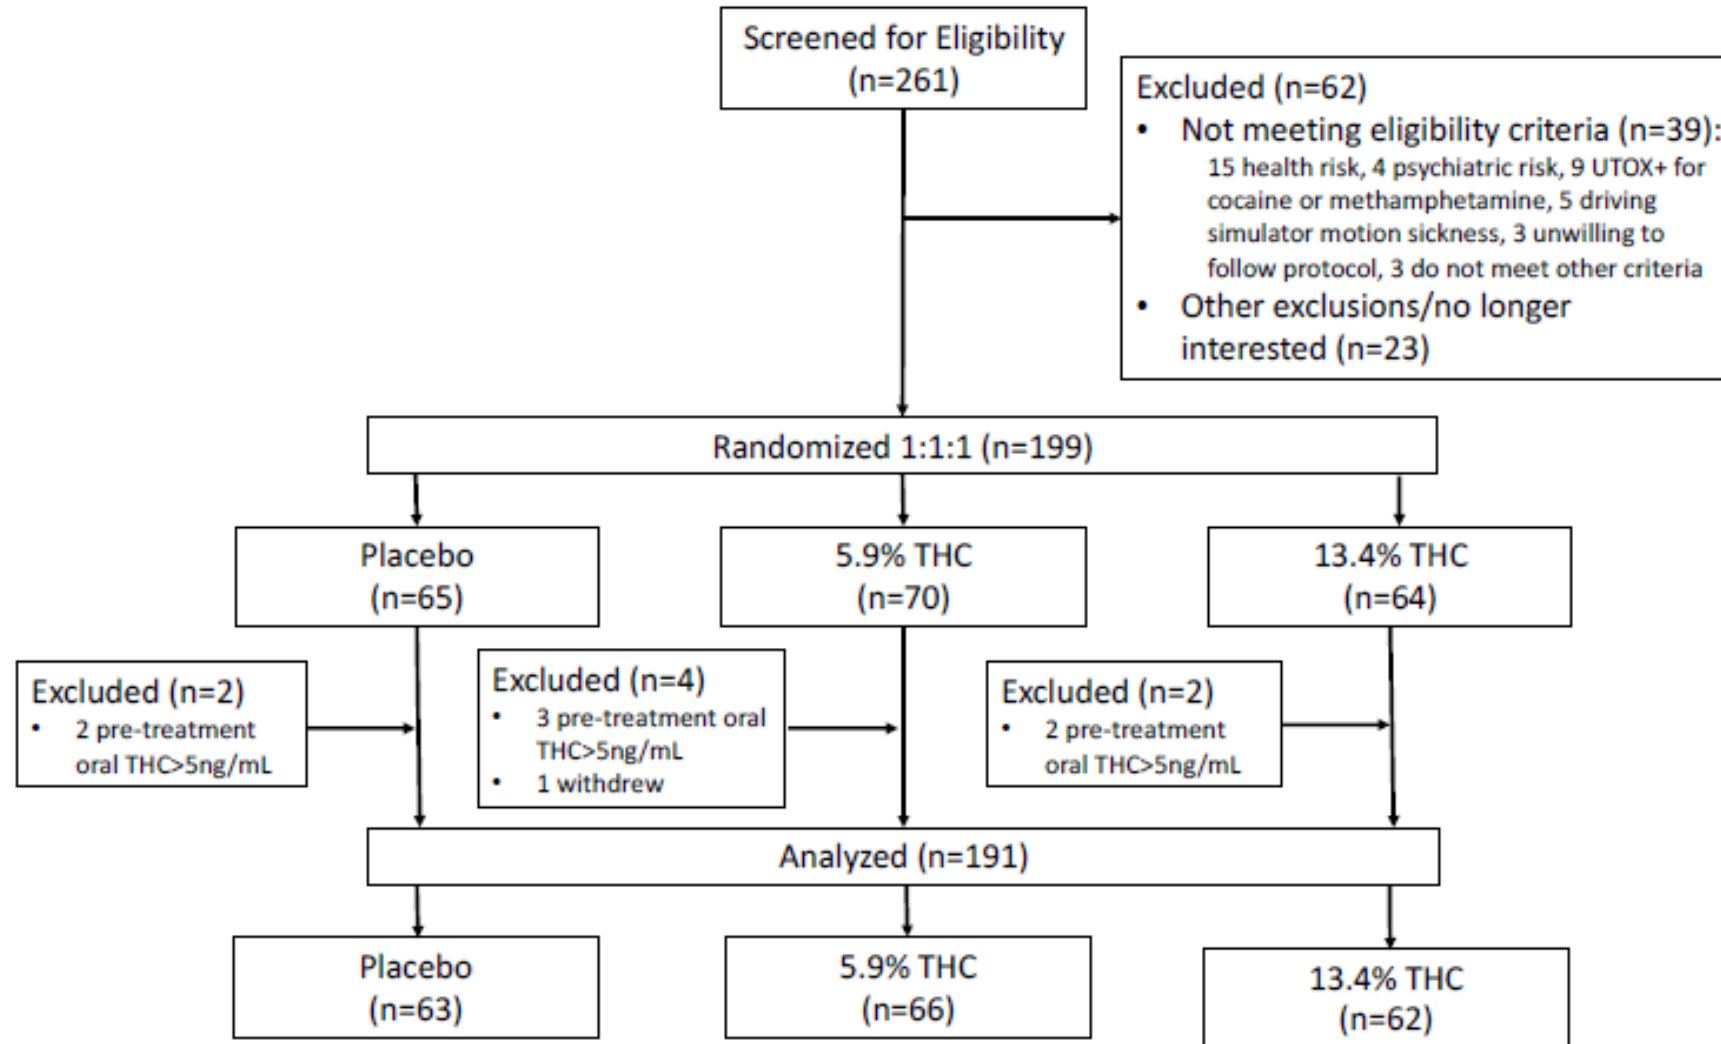 Screened for Eligibility
(n=261)
Excluded (n=62)
• Not meeting eligibility criteria (n=39):
15 health risk, 4 psychiatric risk, 9 UTOX+ for
cocaine or methamphetamine, 5 driving
simulator motion sickness, 3 unwilling to
follow protocol, 3 do not meet other criteria
• Other exclusions/no longer
interested (n=23)
Randomized 1:1:1 (n=199)
Placebo
(n=65)
5.9% THC
(n=70)
13.4% THC
(n=64)
Excluded (n=2)
• 2 pre-treatment
oral THC>5ng/mL
Excluded (n=4)
• 3 pre-treatment oral
THC>5ng/mL
• 1 withdrew
Excluded (n=2)
• 2 pre-treatment
oral THC>5ng/mL
Analyzed (n=191)
Placebo
(n=63)
5.9% THC
(n=66)
13.4% THC
(n=62)